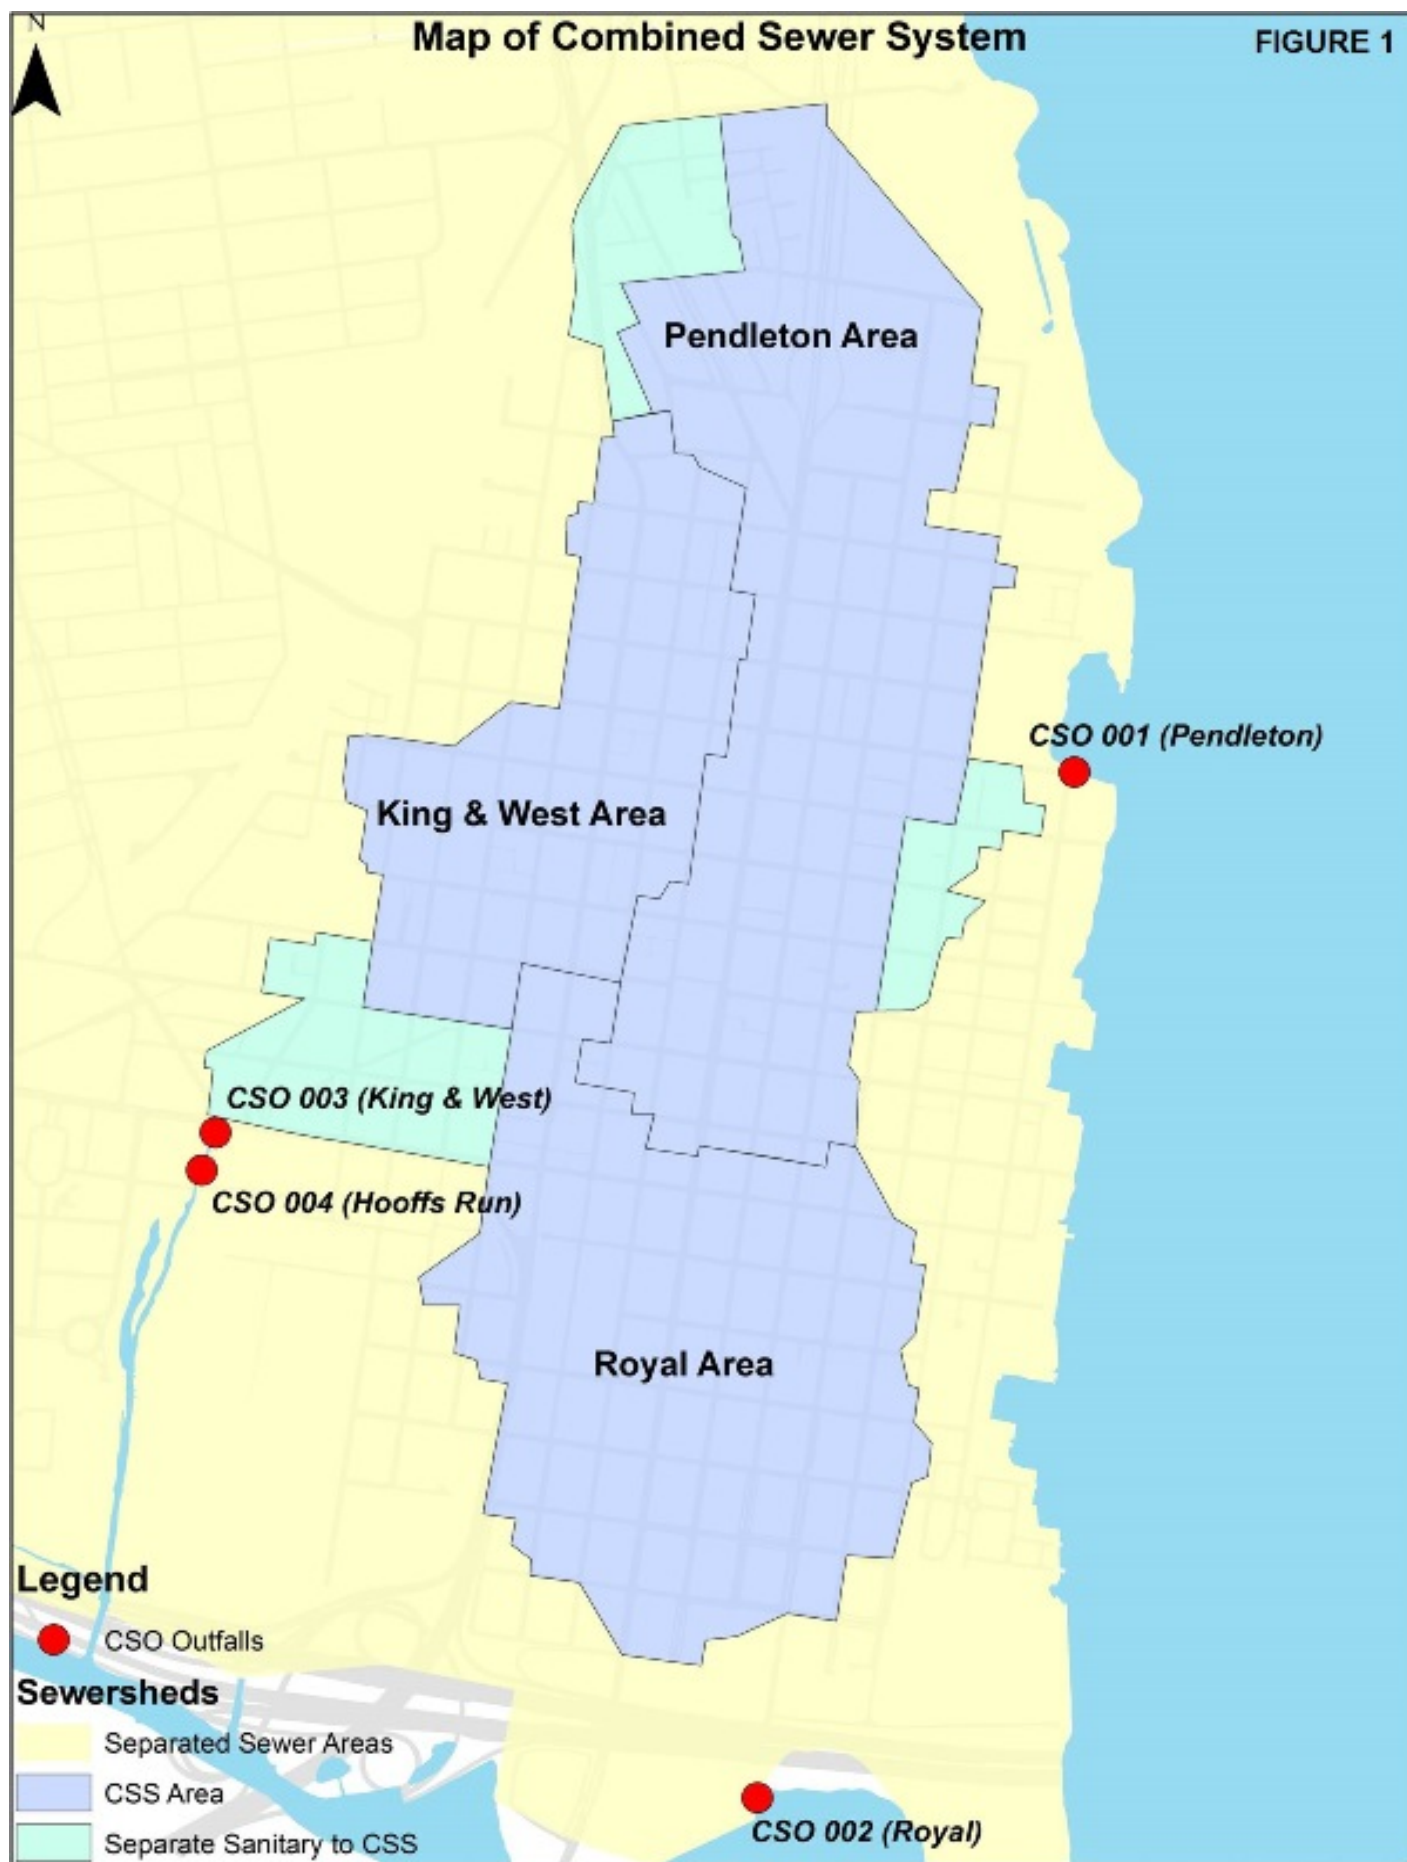 N
Map of Combined Sewer System
FIGURE 1
Pendleton Area
CSO 001 (Pendleton)
King & West Area
CSO 003 (King & West)
CSO 004 (Hooffs Run)
Royal Area
Legend
CSO Outfalls
Sewersheds
Separated Sewer Areas
CSS Area
Separate Sanitary to CSS
CSO 002 (Royal)